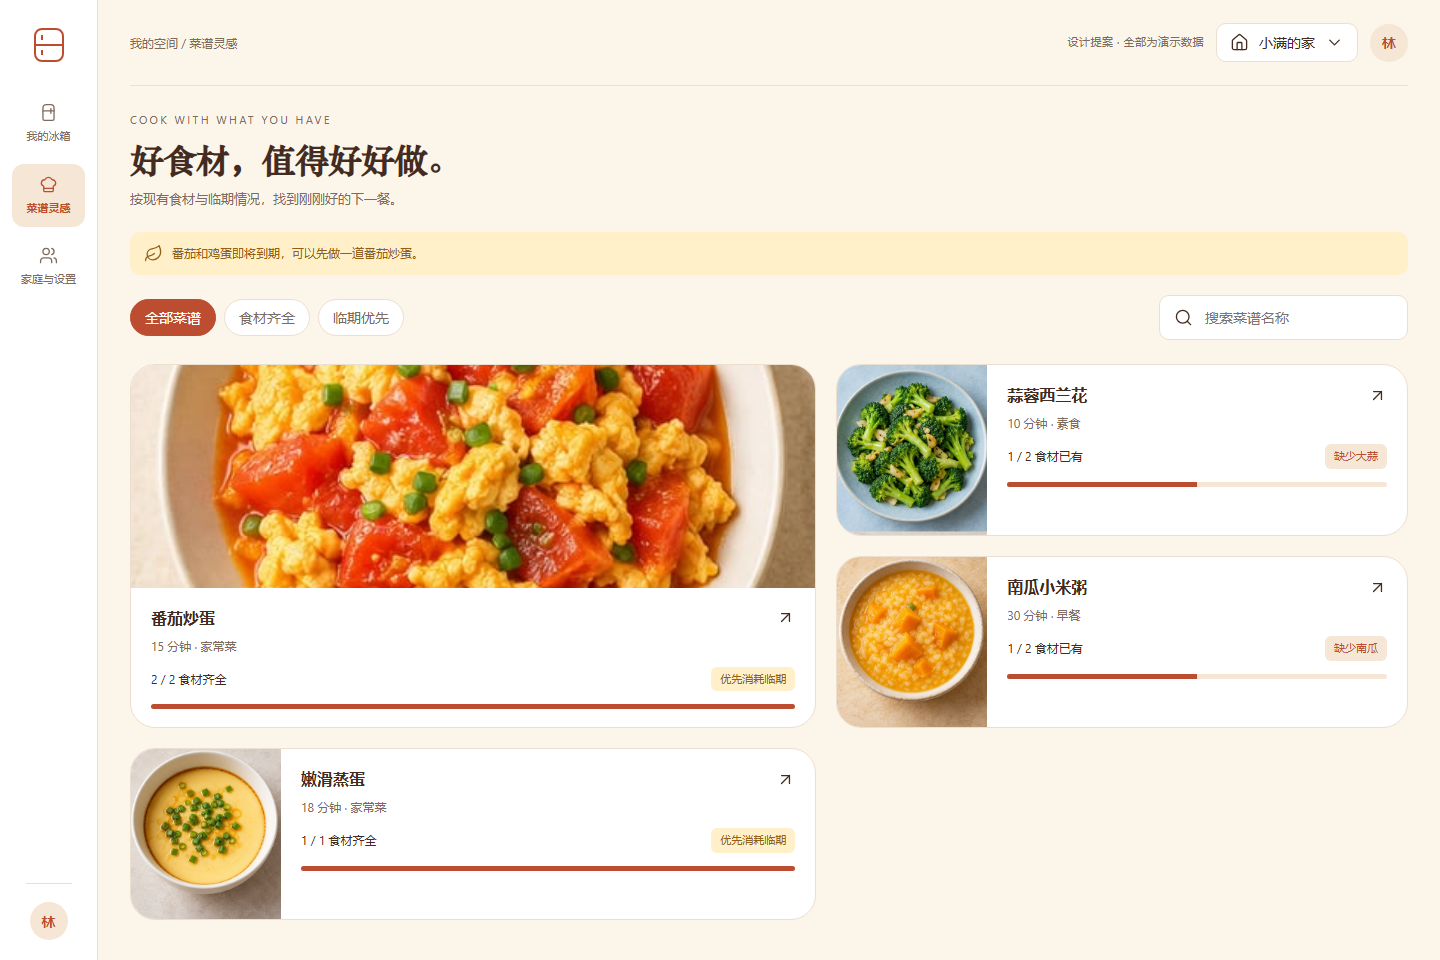 我的空间 / 菜谱灵感
设计提案 · 全部为演示数据
小满的家
林
我的冰箱
菜谱灵感
家庭与设置
林
COOK WITH WHAT YOU HAVE
好食材，值得好好做。
按现有食材与临期情况，找到刚刚好的下一餐。
番茄和鸡蛋即将到期，可以先做一道番茄炒蛋。
全部菜谱
食材齐全
临期优先
搜索菜谱名称
番茄炒蛋
15 分钟 · 家常菜
2 / 2 食材齐全
优先消耗临期
蒜蓉西兰花
10 分钟 · 素食
1 / 2 食材已有
缺少大蒜
南瓜小米粥
30 分钟 · 早餐
1 / 2 食材已有
缺少南瓜
嫩滑蒸蛋
18 分钟 · 家常菜
1 / 1 食材齐全
优先消耗临期